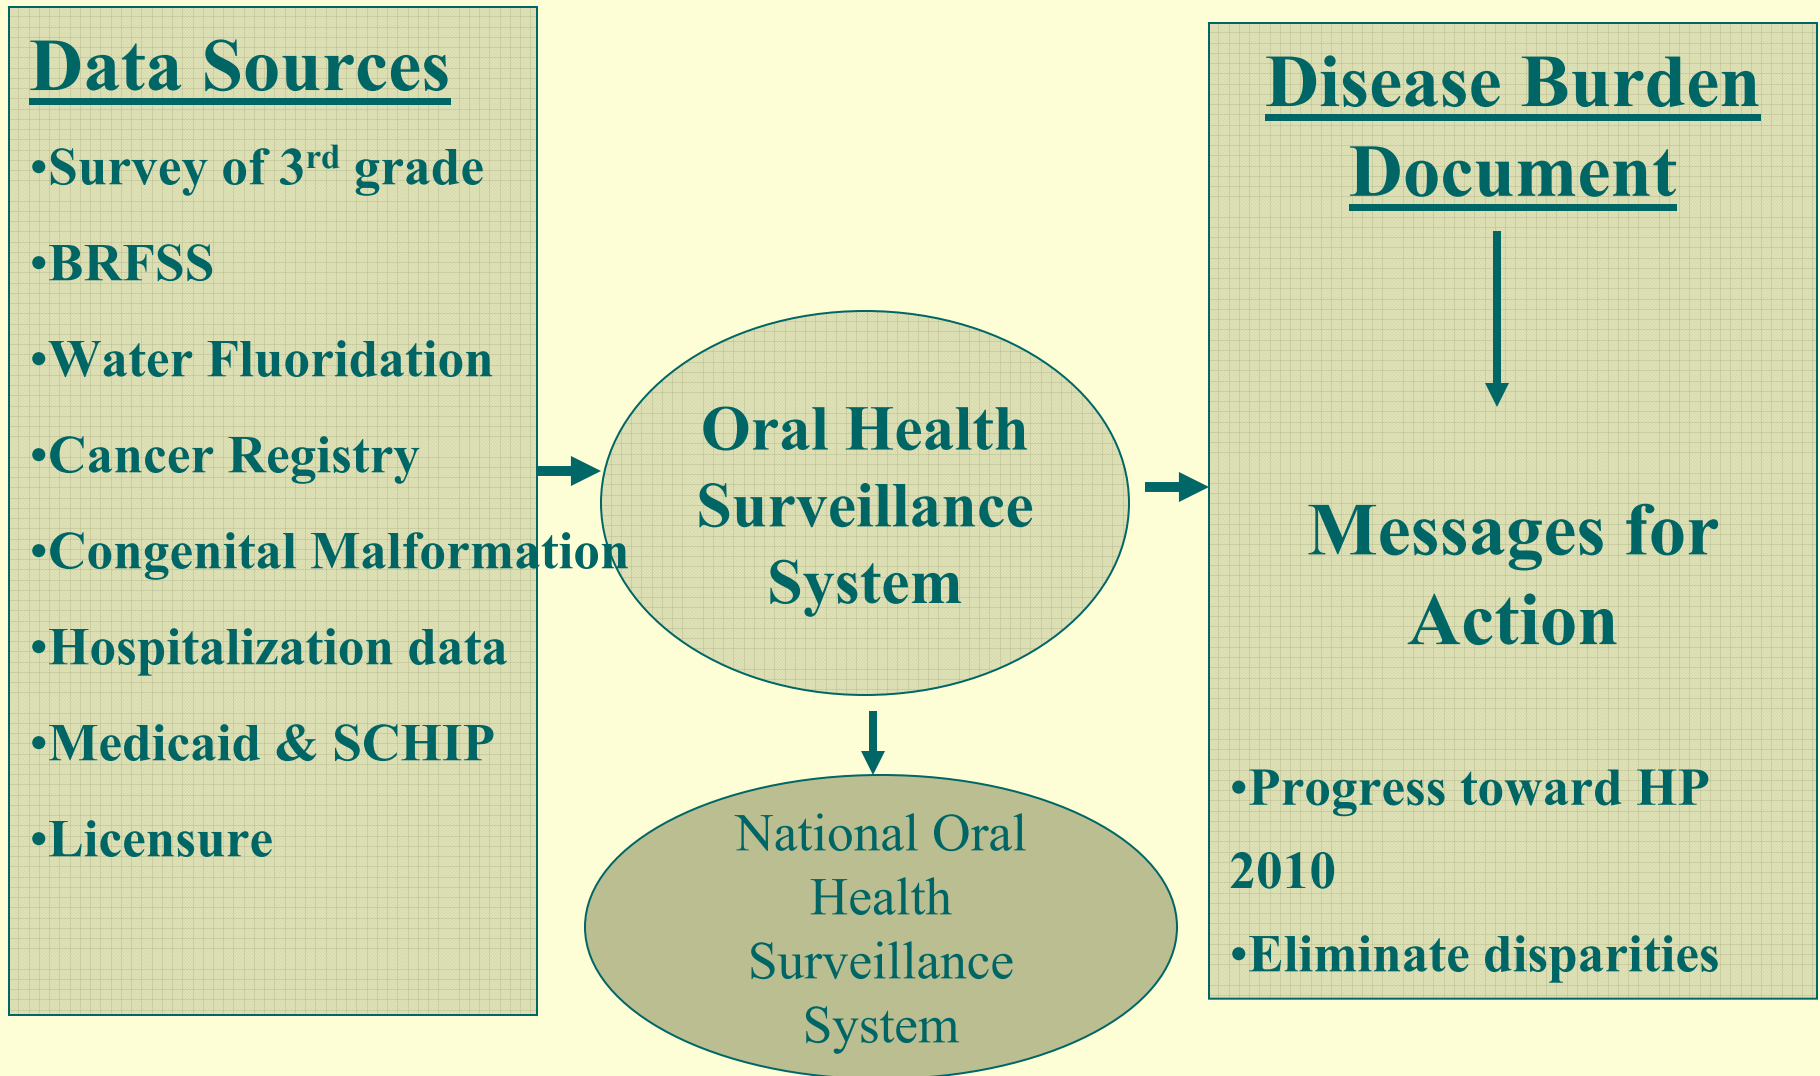 Data Sources
•Survey of 3rd grade
•BRFSS
•Water Fluoridation
•Cancer Registry
•Congenital Malformation
•Hospitalization data
•Medicaid & SCHIP
•Licensure
Oral Health
Surveillance
System
National Oral
Health
Surveillance
System
Disease Burden
Document
Messages for
Action
•Progress toward HP
2010
•Eliminate disparities